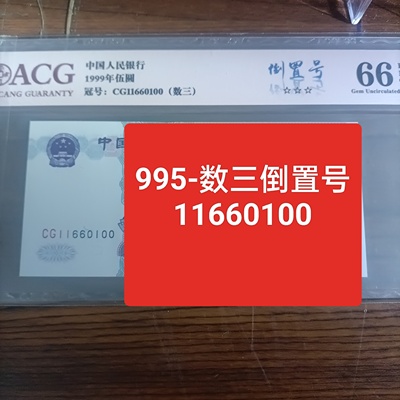 ACG
CANG GUARANTY
中国人民银行
1999年伍圆
冠号: CG11660100 (数三)
倒置号
☆☆☆
66
Gem Uncirculated
中国
CG11660100
995-数三倒置号
11660100